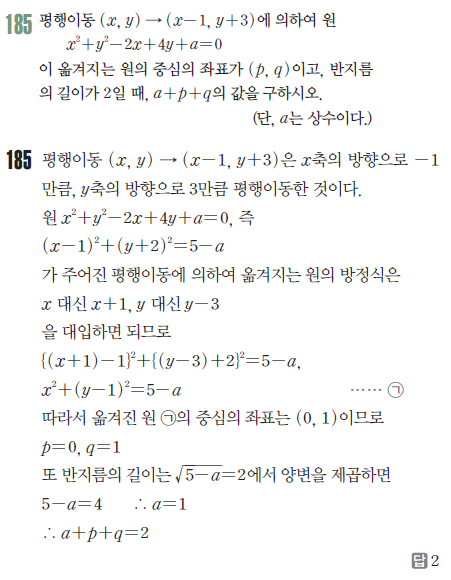 185 평행이동 (x, y) → (x−1, y+3)에 의하여 원
x²+y²−2x+4y+a=0
이 옮겨지는 원의 중심의 좌표가 (p, q)이고, 반지름
의 길이가 2일 때, a+p+q의 값을 구하시오.
(단, a는 상수이다.)
185 평행이동 (x, y) → (x−1, y+3)은 x축의 방향으로 −1
만큼, y축의 방향으로 3만큼 평행이동한 것이다.
원 x²+y²−2x+4y+a=0, 즉
(x−1)²+(y+2)²=5−a
가 주어진 평행이동에 의하여 옮겨지는 원의 방정식은
x 대신 x+1, y 대신 y−3
을 대입하면 되므로
{(x+1)−1}²+{(y−3)+2}²=5−a,
x²+(y−1)²=5−a …… ㉠
따라서 옮겨진 원 ㉠의 중심의 좌표는 (0, 1)이므로
p=0, q=1
또 반지름의 길이는 √(5−a)=2에서 양변을 제곱하면
5−a=4 ∴ a=1
∴ a+p+q=2
답 2